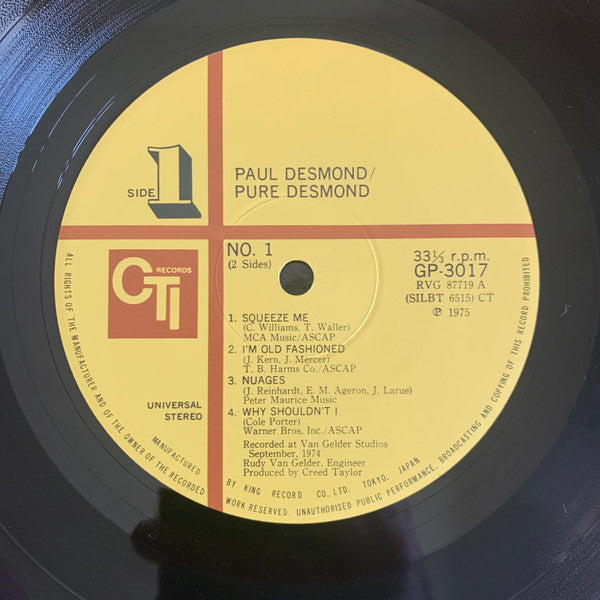 SIDE 1
PAUL DESMOND/
PURE DESMOND
CTI RECORDS
NO. 1
(2 Sides)
33⅓ r.p.m.
GP-3017
RVG 87719 A
(SILBT 6515) CT
℗ 1975
1. SQUEEZE ME
(C. Williams, T. Waller)
MCA Music/ASCAP
2. I'M OLD FASHIONED
(J. Kern, J. Mercer)
T. B. Harms Co./ASCAP
3. NUAGES
(J. Reinhardt, E. M. Ageron, J. Larue)
Peter Maurice Music
4. WHY SHOULDN'T I
(Cole Porter)
Warner Bros, Inc./ASCAP
UNIVERSAL
STEREO
Recorded at Van Gelder Studios
September, 1974
Rudy Van Gelder, Engineer
Produced by Creed Taylor
MANUFACTURED BY KING RECORD CO., LTD. TOKYO, JAPAN
ALL RIGHTS OF THE MANUFACTURER AND OF THE OWNER OF THE RECORDED WORK RESERVED. UNAUTHORISED PUBLIC PERFORMANCE, BROADCASTING AND COPYING OF THIS RECORD PROHIBITED